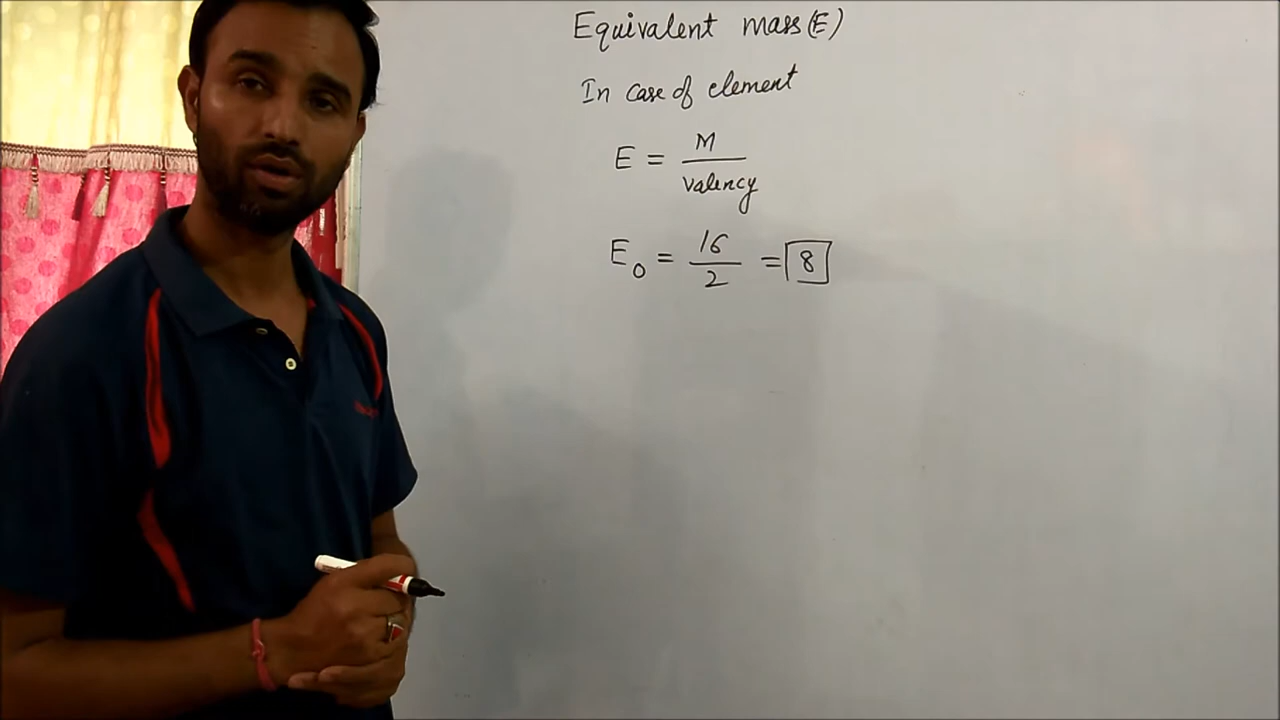 Equivalent mass(E)
In case of element
E = M / valency
E₀ = 16 / 2 = 8